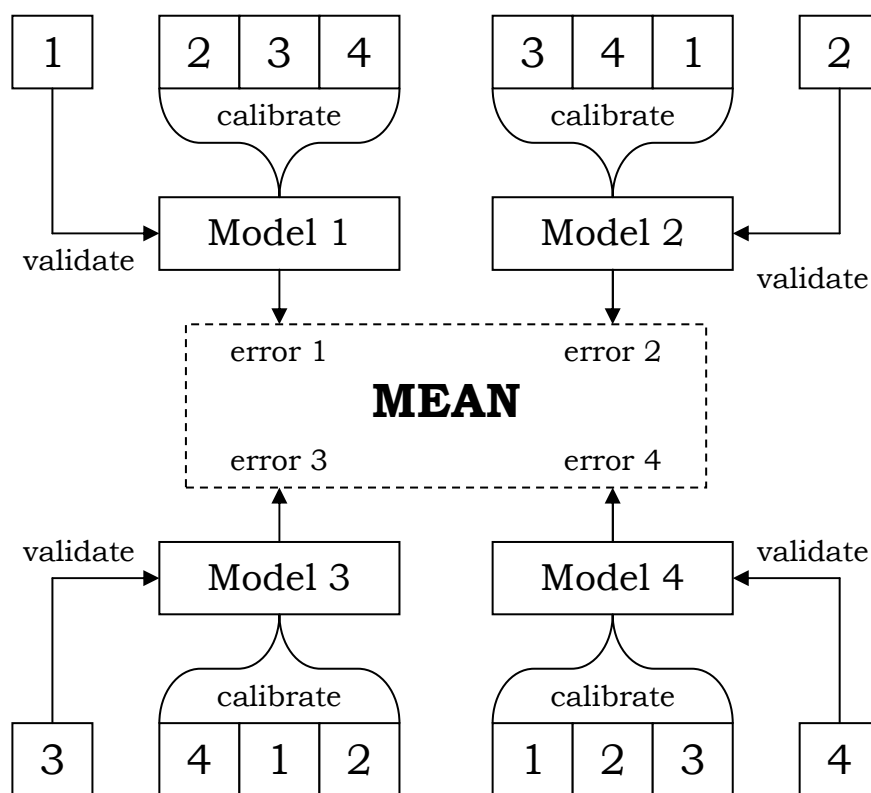 1 2 3 4 3 4 1 2
calibrate calibrate
Model 1 Model 2
validate validate
error 1 error 2
MEAN
error 3 error 4
validate validate
Model 3 Model 4
calibrate calibrate
3 4 1 2 1 2 3 4